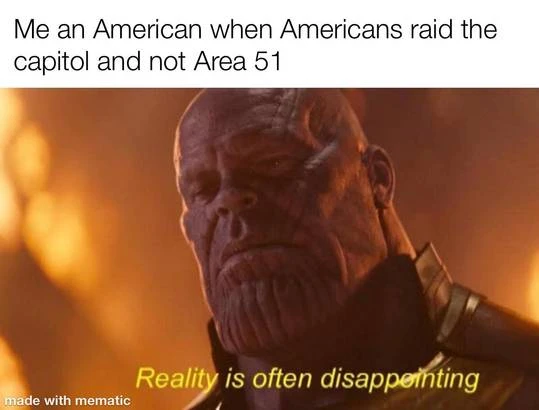 Me an American when Americans raid the
capitol and not Area 51
Reality is often disappointing
made with mematic